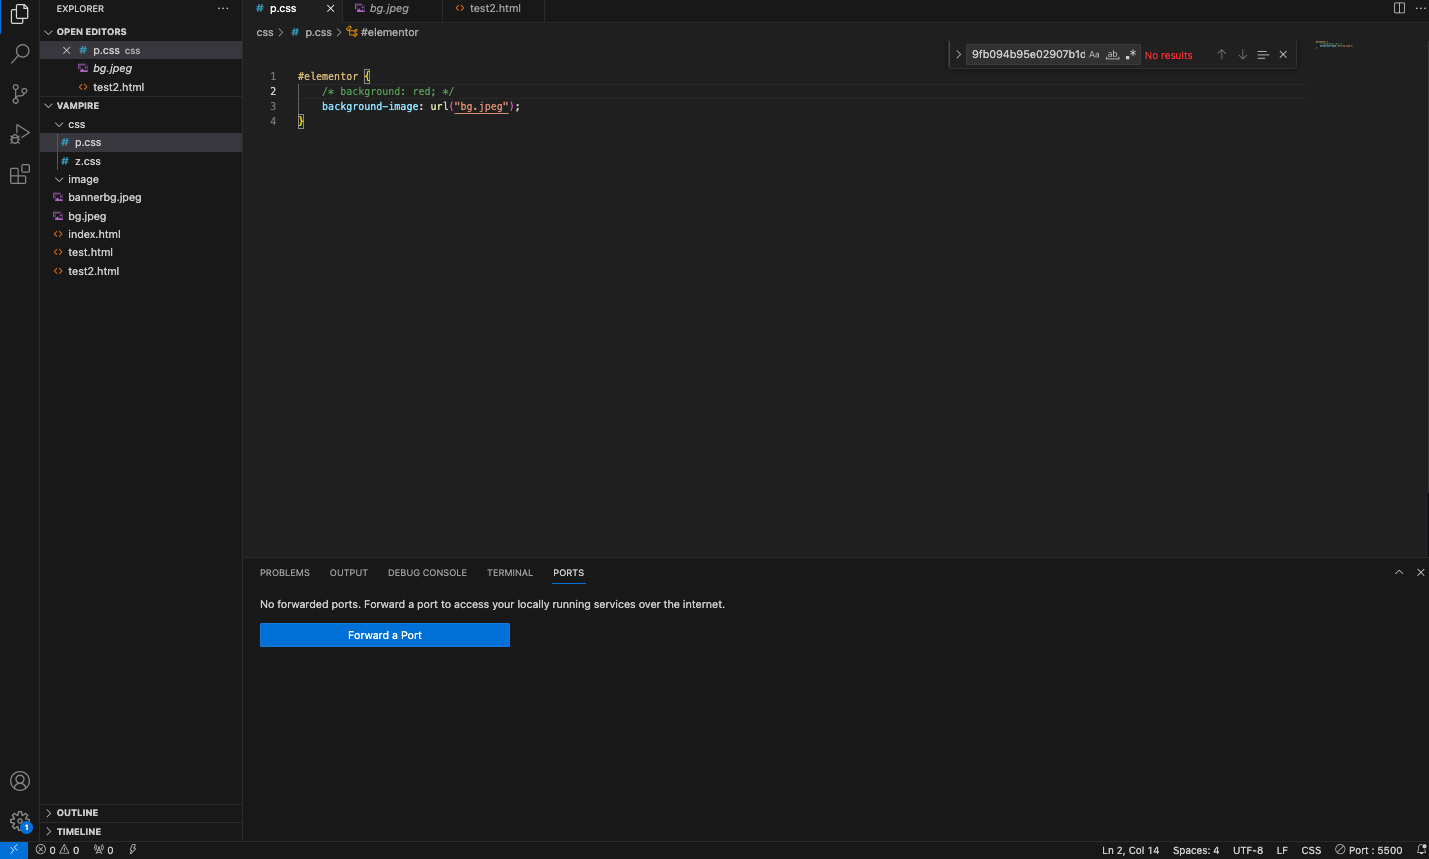 EXPLORER
OPEN EDITORS
# p.css css
bg.jpeg
<> test2.html
VAMPIRE
css
# p.css
# z.css
image
bannerbg.jpeg
bg.jpeg
<> index.html
<> test.html
<> test2.html
OUTLINE
TIMELINE
# p.css
bg.jpeg
<> test2.html
css > # p.css > #elementor
9fb094b95e02907b1d Aa ab .* No results
1 #elementor {
2 /* background: red; */
3 background-image: url("bg.jpeg");
4 }
PROBLEMS OUTPUT DEBUG CONSOLE TERMINAL PORTS
No forwarded ports. Forward a port to access your locally running services over the internet.
Forward a Port
1
0 0 0
Ln 2, Col 14 Spaces: 4 UTF-8 LF CSS Port : 5500